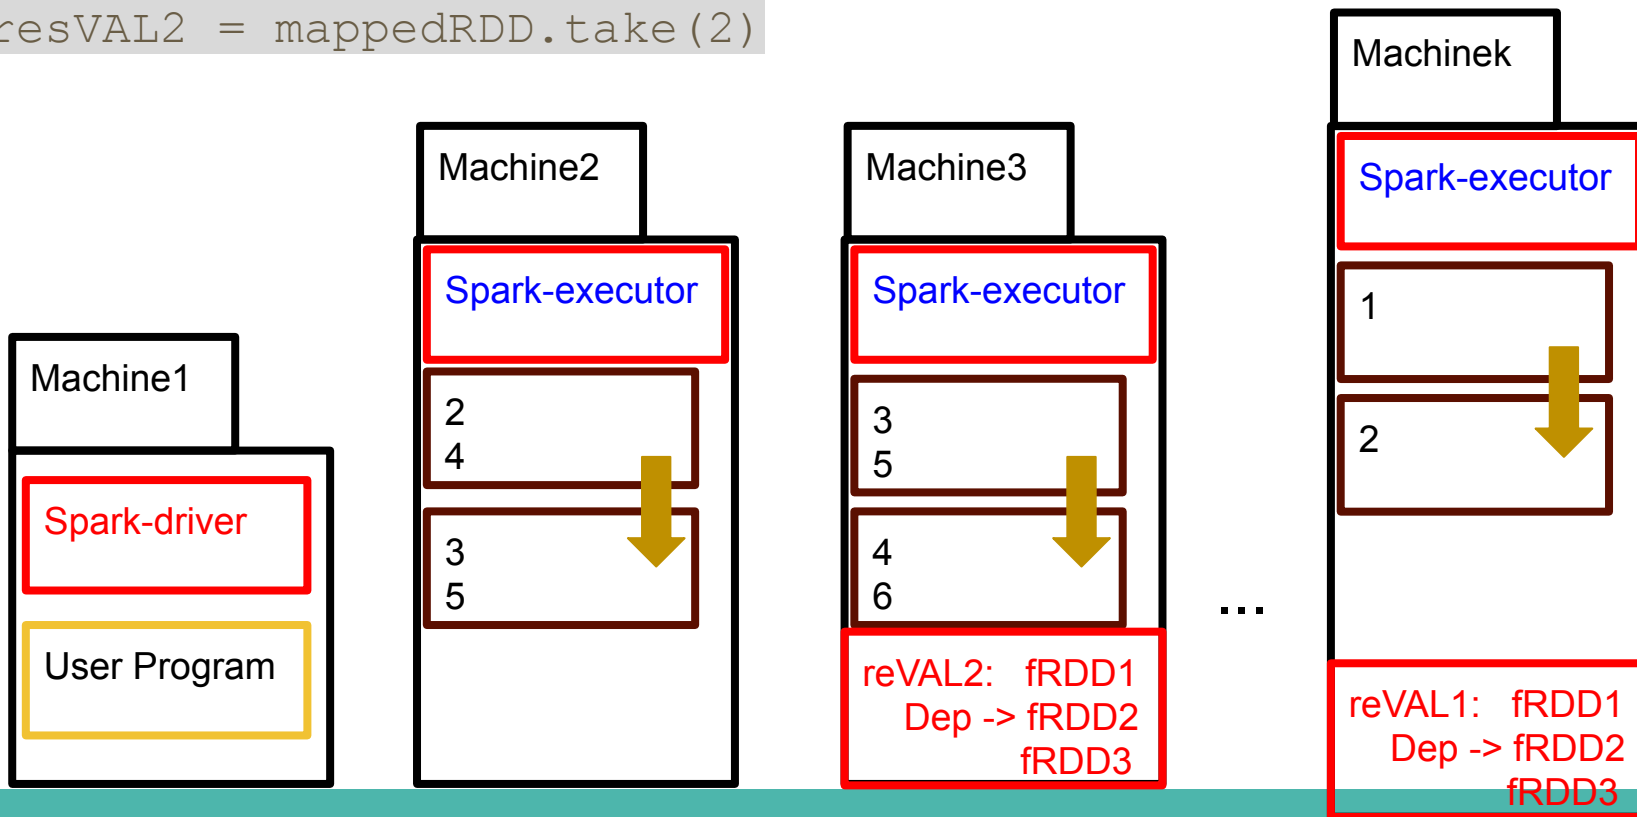 resVAL2 = mappedRDD.take(2)
Machine1
Spark-driver
User Program
Machine2
Spark-executor
2
4
3
5
Machine3
Spark-executor
3
5
4
6
reVAL2: fRDD1
Dep -> fRDD2
fRDD3
...
Machinek
Spark-executor
1
2
reVAL1: fRDD1
Dep -> fRDD2
fRDD3